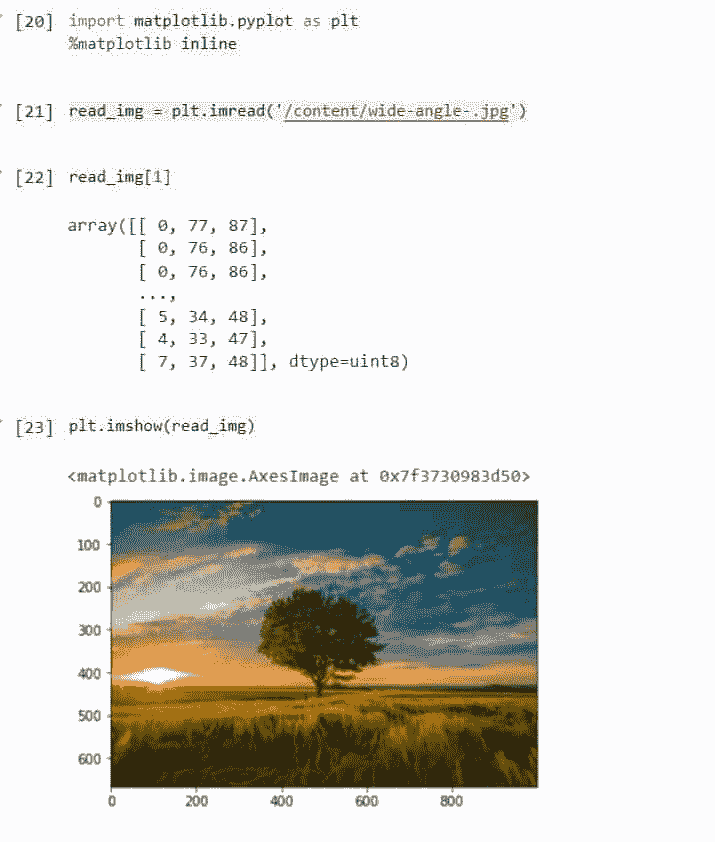 [20] import matplotlib.pyplot as plt
%matplotlib inline
[21] read_img = plt.imread('/content/wide-angle-.jpg')
[22] read_img[1]
array([[ 0, 77, 87],
[ 0, 76, 86],
[ 0, 76, 86],
...,
[ 5, 34, 48],
[ 4, 33, 47],
[ 7, 37, 48]], dtype=uint8)
[23] plt.imshow(read_img)
<matplotlib.image.AxesImage at 0x7f3730983d50>
0
100
200
300
400
500
600
0 200 400 600 800